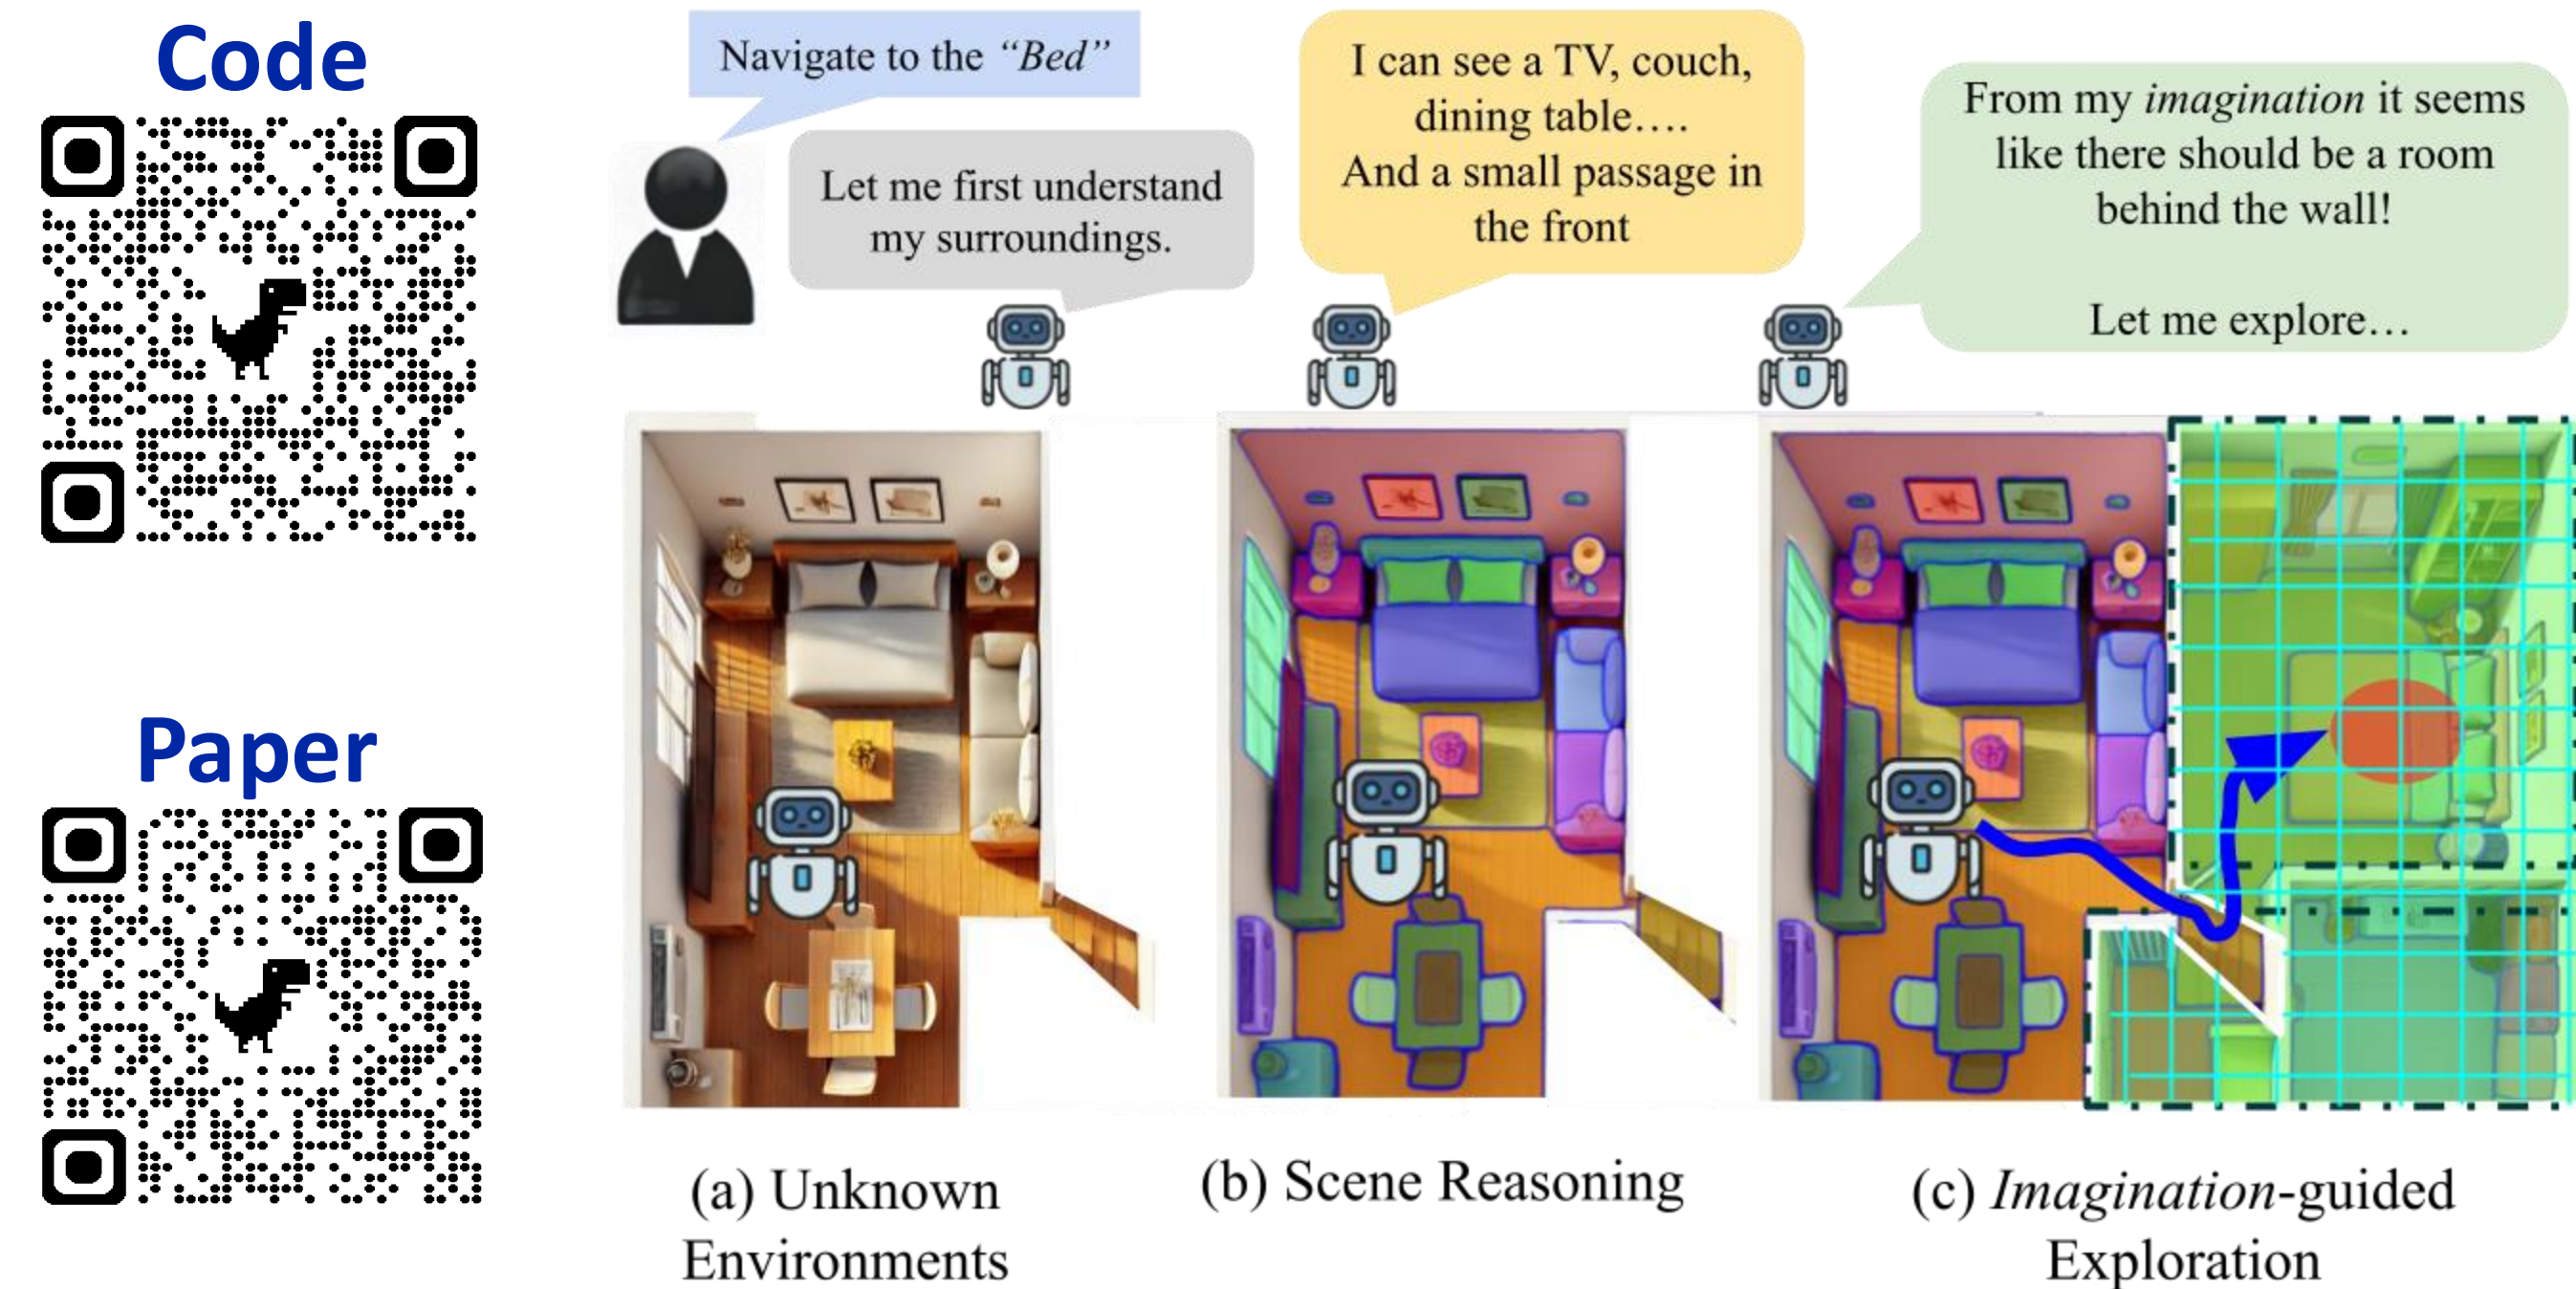 Code
Paper
Navigate to the “Bed”
Let me first understand
my surroundings.
I can see a TV, couch,
dining table….
And a small passage in
the front
From my imagination it seems
like there should be a room
behind the wall!
Let me explore…
(a) Unknown
Environments
(b) Scene Reasoning
(c) Imagination-guided
Exploration